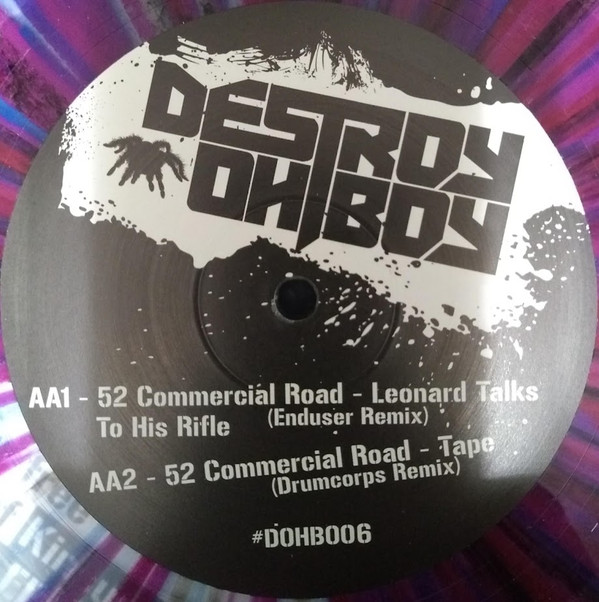 DESTROY
OH BOY
AA1 - 52 Commercial Road - Leonard Talks
To His Rifle (Enduser Remix)
AA2 - 52 Commercial Road - Tape
(Drumcorps Remix)
#DOHB006